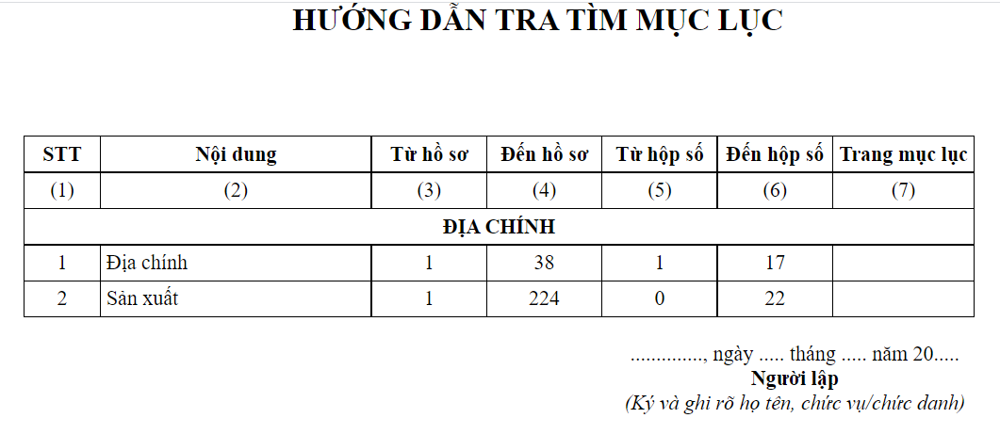 HƯỚNG DẪN TRA TÌM MỤC LỤC
STT Nội dung Từ hồ sơ Đến hồ sơ Từ hộp số Đến hộp số Trang mục lục
(1) (2) (3) (4) (5) (6) (7)
ĐỊA CHÍNH
1 Địa chính 1 38 1 17
2 Sản xuất 1 224 0 22
.............., ngày ..... tháng ..... năm 20.....
Người lập
(Ký và ghi rõ họ tên, chức vụ/chức danh)